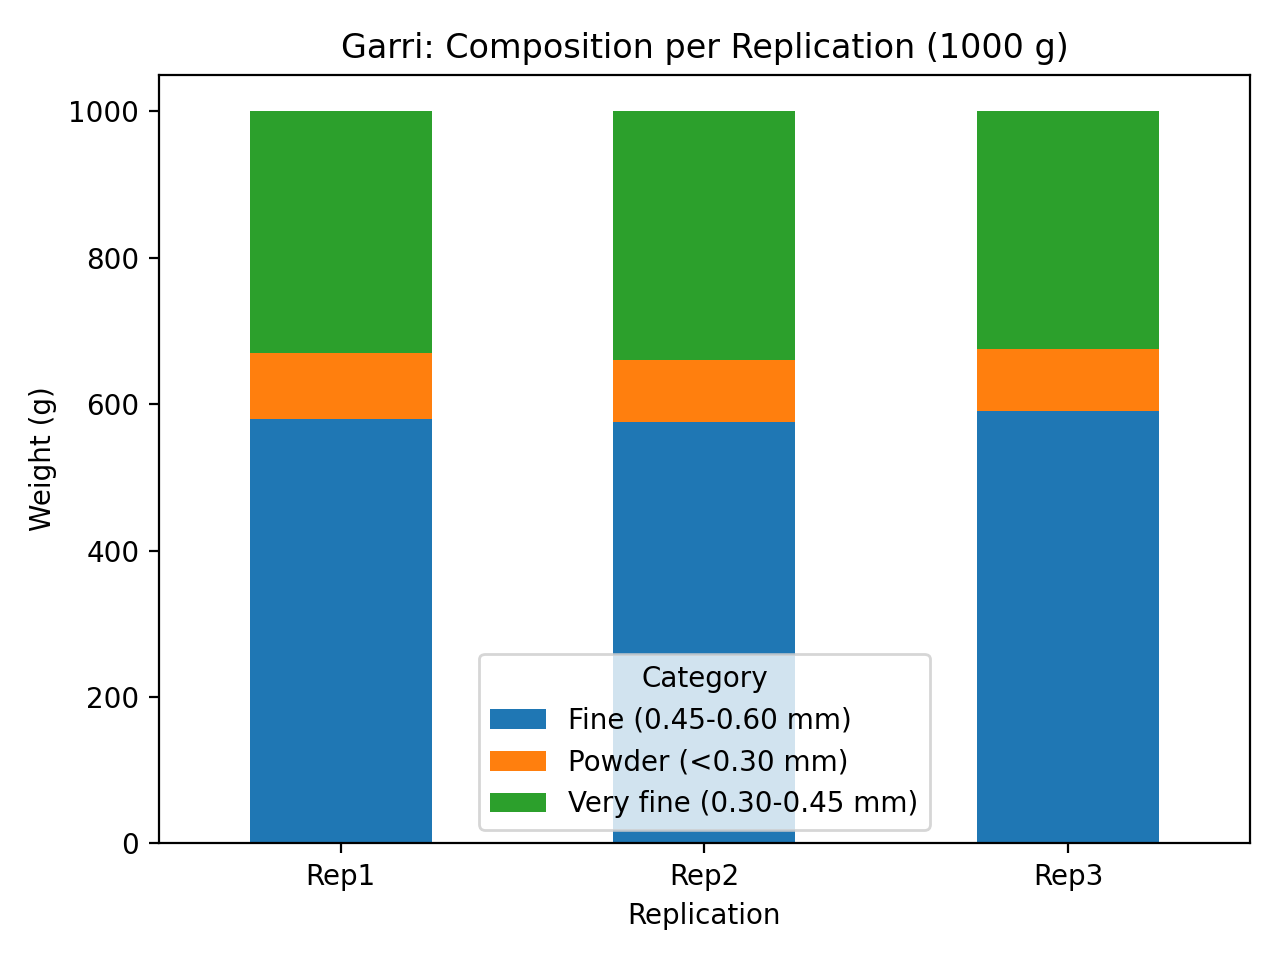 Garri: Composition per Replication (1000 g)
1000
800
600
400
200
0
Weight (g)
Category
Fine (0.45-0.60 mm)
Powder (<0.30 mm)
Very fine (0.30-0.45 mm)
Rep1 Rep2 Rep3
Replication